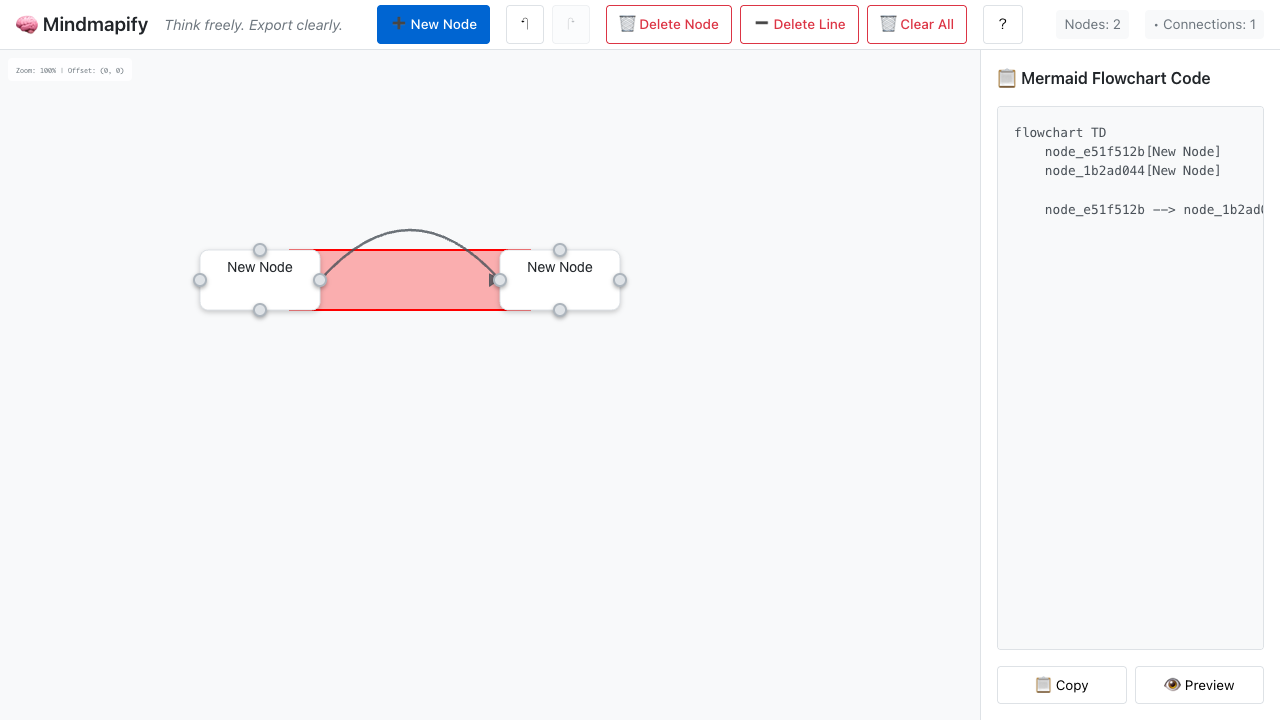 Mindmapify
Think freely. Export clearly.
New Node
Delete Node
Delete Line
Clear All
?
Nodes: 2
• Connections: 1
Zoom: 100% | Offset: (0, 0)
New Node
New Node
Mermaid Flowchart Code
flowchart TD
node_e51f512b[New Node]
node_1b2ad044[New Node]
node_e51f512b --> node_1b2ad0
Copy
Preview